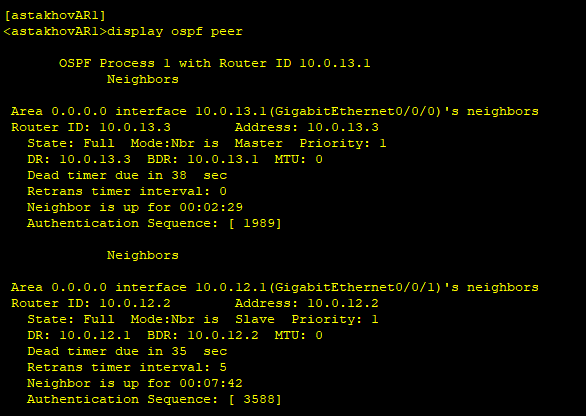 [astakhovAR1]
<astakhovAR1>display ospf peer
OSPF Process 1 with Router ID 10.0.13.1
Neighbors
Area 0.0.0.0 interface 10.0.13.1(GigabitEthernet0/0/0)'s neighbors
Router ID: 10.0.13.3          Address: 10.0.13.3
State: Full  Mode:Nbr is  Master  Priority: 1
DR: 10.0.13.3  BDR: 10.0.13.1  MTU: 0
Dead timer due in 38  sec
Retrans timer interval: 0
Neighbor is up for 00:02:29
Authentication Sequence: [ 1989]
Neighbors
Area 0.0.0.0 interface 10.0.12.1(GigabitEthernet0/0/1)'s neighbors
Router ID: 10.0.12.2          Address: 10.0.12.2
State: Full  Mode:Nbr is  Slave  Priority: 1
DR: 10.0.12.1  BDR: 10.0.12.2  MTU: 0
Dead timer due in 35  sec
Retrans timer interval: 5
Neighbor is up for 00:07:42
Authentication Sequence: [ 3588]